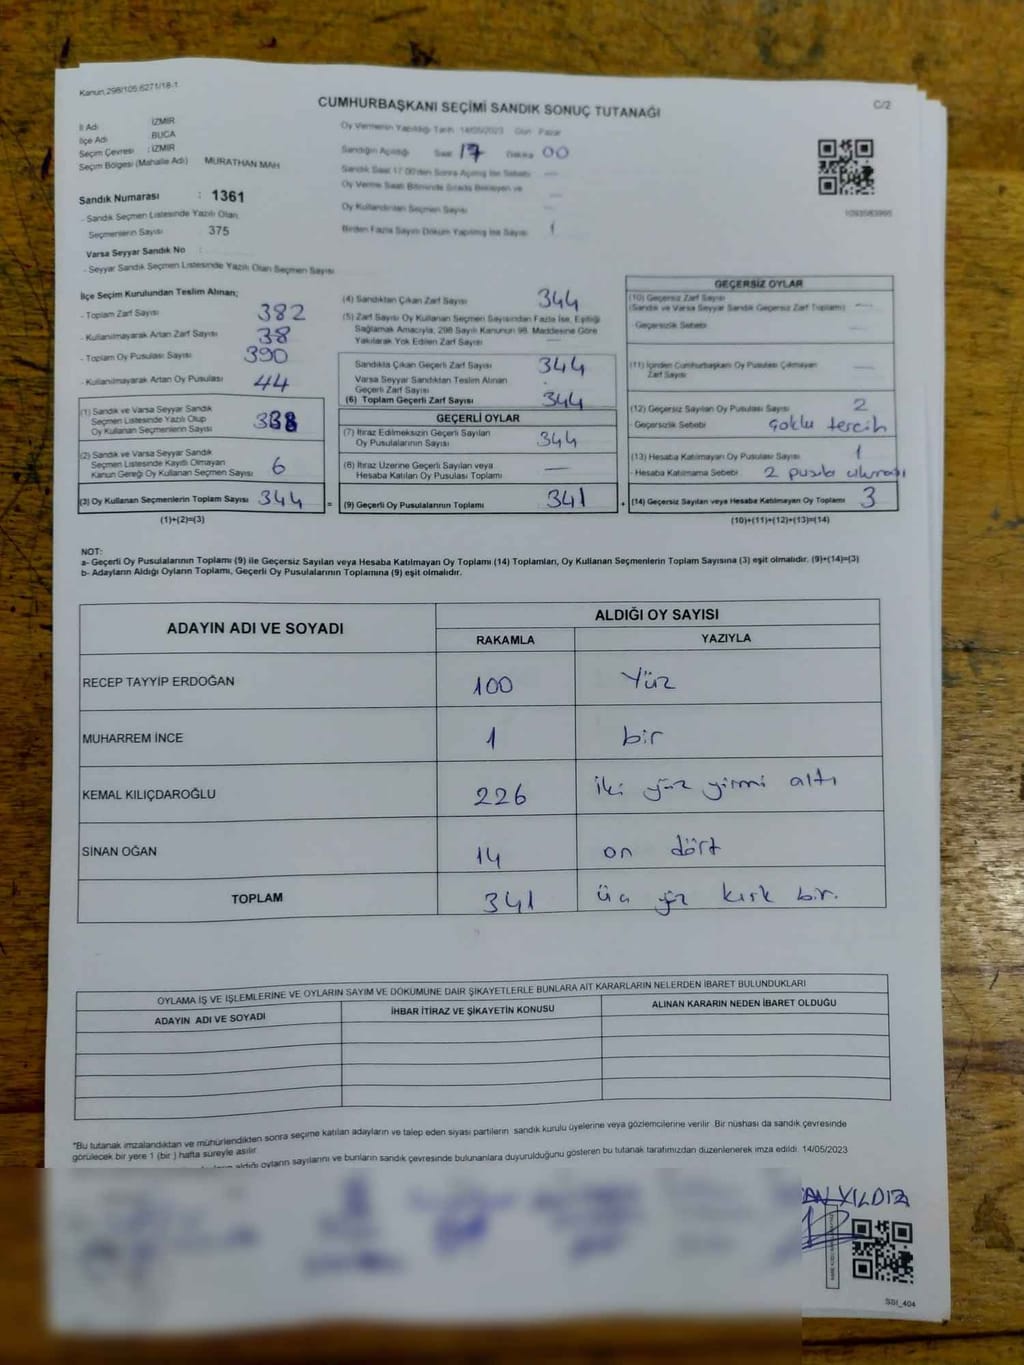 Kanun.298/105.6271/18-1
C/2
CUMHURBAŞKANI SEÇİMİ SANDIK SONUÇ TUTANAĞI
İl Adı : İZMİR
İlçe Adı BUCA
Seçim Çevresi : İZMİR
Seçim Bölgesi (Mahalle Adı) MURATHAN MAH
Sandık Numarası : 1361
- Sandık Seçmen Listesinde Yazılı Olan
Seçmenlerin Sayısı 375
Varsa Seyyar Sandık No :
- Seyyar Sandık Seçmen Listesinde Yazılı Olan Seçmen Sayısı
Oy Vermenin Yapıldığı Tarih 14/05/2023 Gün Pazar
Sandığın Açıldığı Saat 17 Dakika 00
Sandık Saat 17:00'den Sonra Açılmış İse Sebebi —
Oy Verme Saati Bitiminde Sırada Bekleyen ve —
Oy Kullandırılan Seçmen Sayısı —
Birden Fazla Sayım Döküm Yapılmış İse Sayısı 1
İlçe Seçim Kurulundan Teslim Alınan;
- Toplam Zarf Sayısı 382
- Kullanılmayarak Artan Zarf Sayısı 38
- Toplam Oy Pusulası Sayısı 390
- Kullanılmayarak Artan Oy Pusulası 44
(1) Sandık ve Varsa Seyyar Sandık
Seçmen Listesinde Yazılı Olup
Oy Kullanan Seçmenlerin Sayısı 338
(2) Sandık ve Varsa Seyyar Sandık
Seçmen Listesinde Kayıtlı Olmayan
Kanun Gereği Oy Kullanan Seçmen Sayısı 6
(3) Oy Kullanan Seçmenlerin Toplam Sayısı 344
(1)+(2)=(3)
=
(4) Sandıktan Çıkan Zarf Sayısı 344
(5) Zarf Sayısı Oy Kullanan Seçmen Sayısından Fazla İse, Eşitliği
Sağlamak Amacıyla, 298 Sayılı Kanunun 98. Maddesine Göre
Yakılarak Yok Edilen Zarf Sayısı —
Sandıkta Çıkan Geçerli Zarf Sayısı 344
Varsa Seyyar Sandıktan Teslim Alınan
Geçerli Zarf Sayısı
(6) Toplam Geçerli Zarf Sayısı 344
GEÇERLİ OYLAR
(7) İtiraz Edilmeksizin Geçerli Sayılan
Oy Pusulalarının Sayısı 344
(8) İtiraz Üzerine Geçerli Sayılan veya
Hesaba Katılan Oy Pusulası Toplamı —
(9) Geçerli Oy Pusulalarının Toplamı 341
+
GEÇERSİZ OYLAR
(10) Geçersiz Zarf Sayısı —
(Sandık ve Varsa Seyyar Sandık Geçersiz Zarf Toplamı)
- Geçersizlik Sebebi —
(11) İçinden Cumhurbaşkanı Oy Pusulası Çıkmayan
Zarf Sayısı —
(12) Geçersiz Sayılan Oy Pusulası Sayısı 2
- Geçersizlik Sebebi Çoklu tercih
(13) Hesaba Katılmayan Oy Pusulası Sayısı 1
- Hesaba Katılmama Sebebi 2 pusula
(14) Geçersiz Sayılan veya Hesaba Katılmayan Oy Toplamı 3
(10)+(11)+(12)+(13)=(14)
NOT:
a- Geçerli Oy Pusulalarının Toplamı (9) ile Geçersiz Sayılan veya Hesaba Katılmayan Oy Toplamı (14) Toplamları, Oy Kullanan Seçmenlerin Toplam Sayısına (3) eşit olmalıdır. (9)+(14)=(3)
b- Adayların Aldığı Oyların Toplamı, Geçerli Oy Pusulalarının Toplamına (9) eşit olmalıdır.
ADAYIN ADI VE SOYADI
ALDIĞI OY SAYISI
RAKAMLA YAZIYLA
RECEP TAYYİP ERDOĞAN 100 Yüz
MUHARREM İNCE 1 bir
KEMAL KILIÇDAROĞLU 226 iki yüz yirmi altı
SİNAN OĞAN 14 on dört
TOPLAM 341 üç yüz kırk bir.
OYLAMA İŞ VE İŞLEMLERİNE VE OYLARIN SAYIM VE DÖKÜMÜNE DAİR ŞİKAYETLERLE BUNLARA AİT KARARLARIN NELERDEN İBARET BULUNDUKLARI
ADAYIN ADI VE SOYADI İHBAR İTİRAZ VE ŞİKAYETİN KONUSU ALINAN KARARIN NEDEN İBARET OLDUĞU
*Bu tutanak imzalandıktan ve mühürlendikten sonra seçime katılan adayların ve talep eden siyasi partilerin sandık kurulu üyelerine veya gözlemcilerine verilir. Bir nüshası da sandık çevresinde
görülecek bir yere 1 (bir ) hafta süreyle asılır.
aldığı oyların sayılarını ve bunların sandık çevresinde bulunanlara duyurulduğunu gösteren bu tutanak tarafımızdan düzenlenerek imza edildi. 14/05/2023
YILDIZ
SSI_404